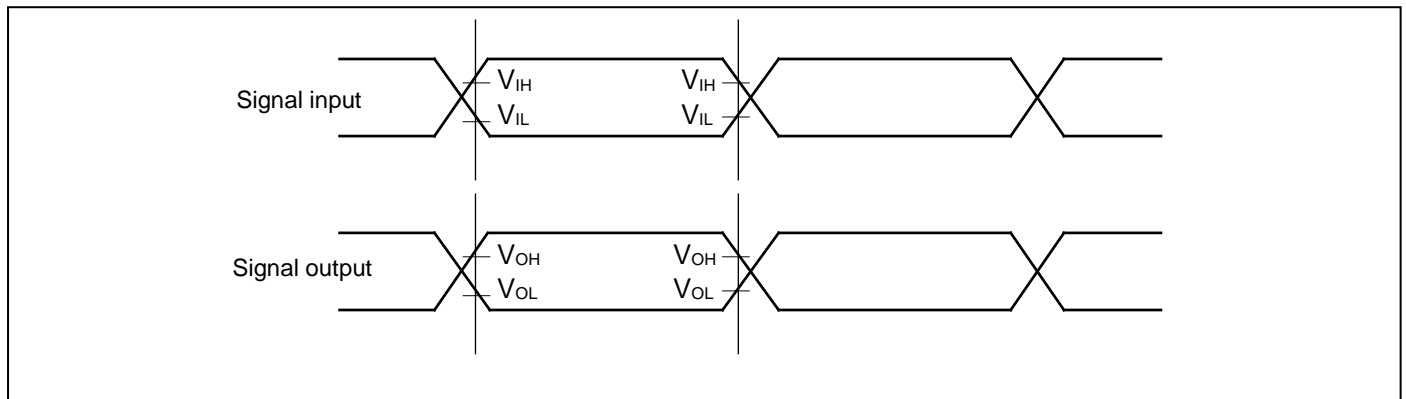 Signal input
VIH
VIH
VIL
VIL
Signal output
VOH
VOH
VOL
VOL